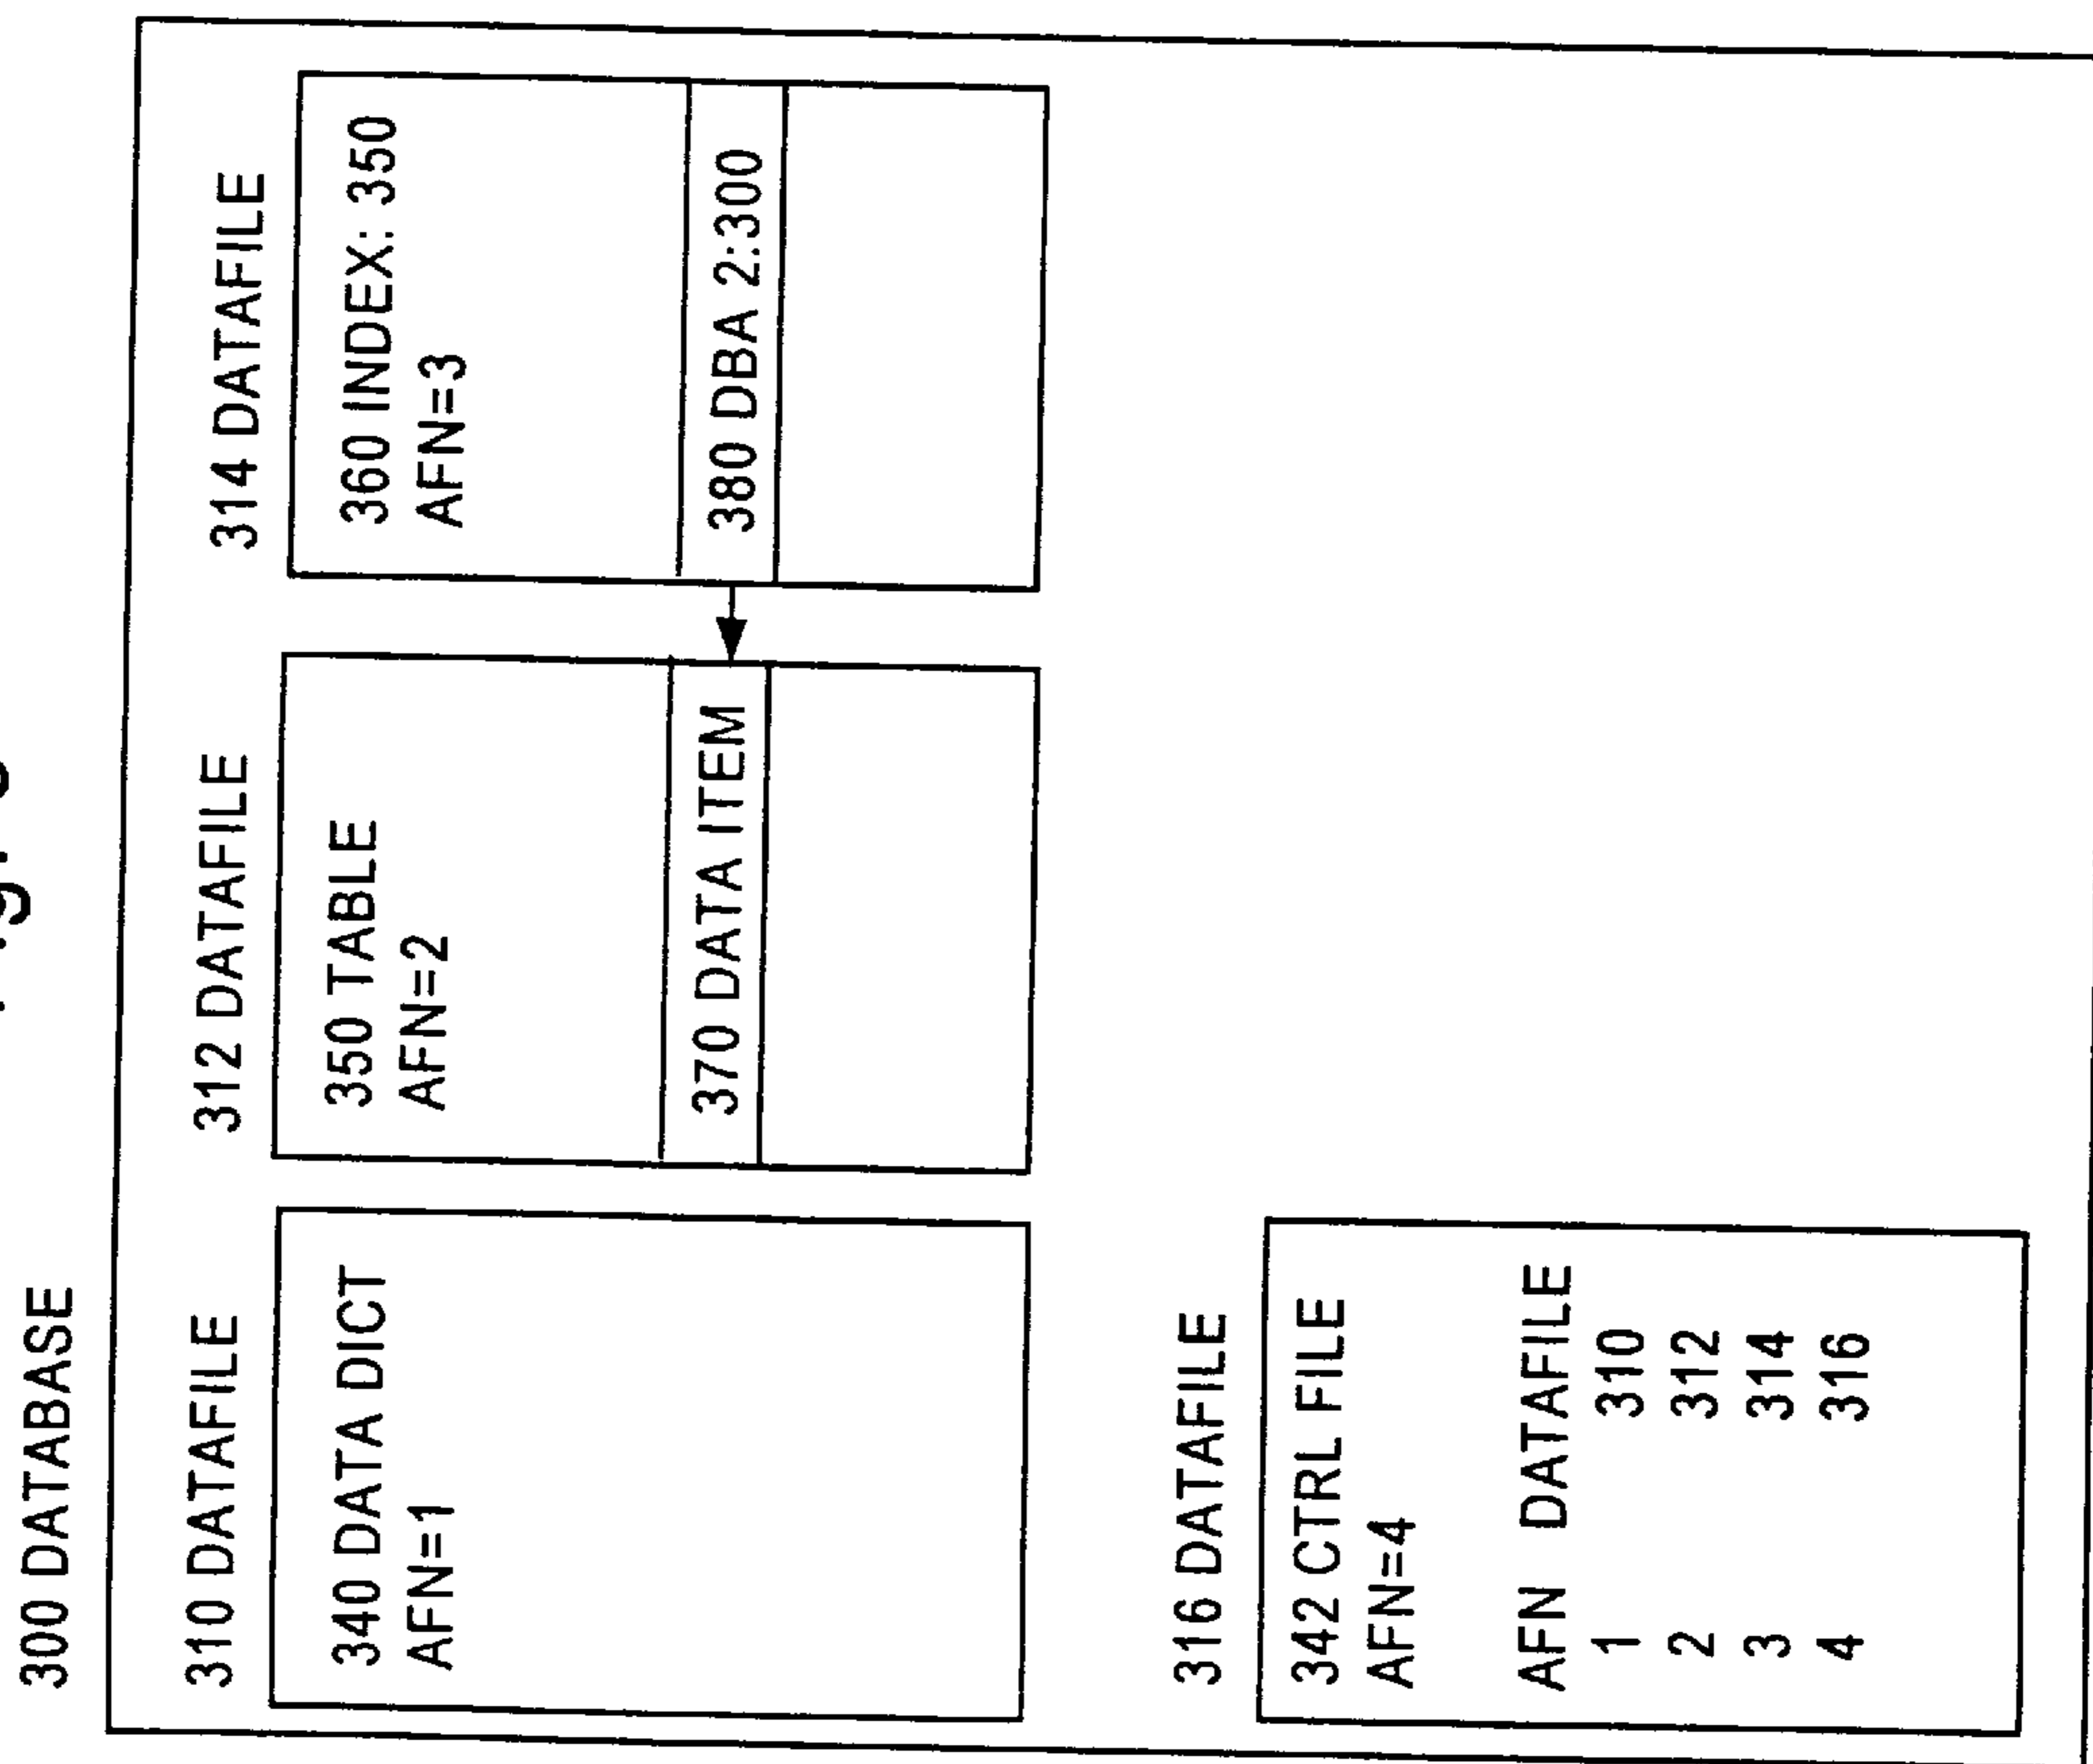 300 DATABASE
310 DATAFILE
340 DATA DICT
AFN=1
312 DATAFILE
350 TABLE
AFN=2
370 DATA ITEM
314 DATAFILE
360 INDEX: 350
AFN=3
380 DBA 2:300
316 DATAFILE
342 CTRL FILE
AFN=4
AFN DATAFILE
1 310
2 312
3 314
4 316